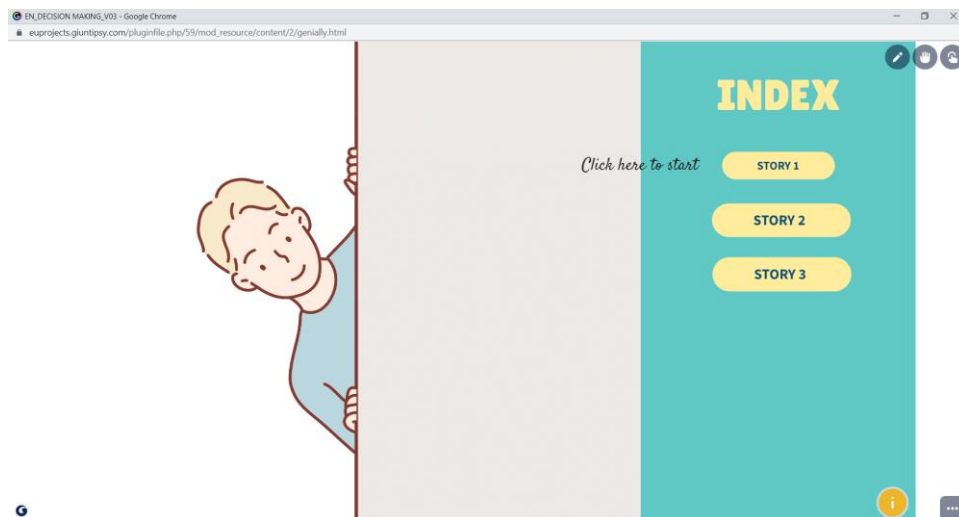 EN_DECISION MAKING_V03 - Google Chrome
euprojects.giuntipsy.com/pluginfile.php/59/mod_resource/content/2/genially.html
INDEX
Click here to start
STORY 1
STORY 2
STORY 3
i